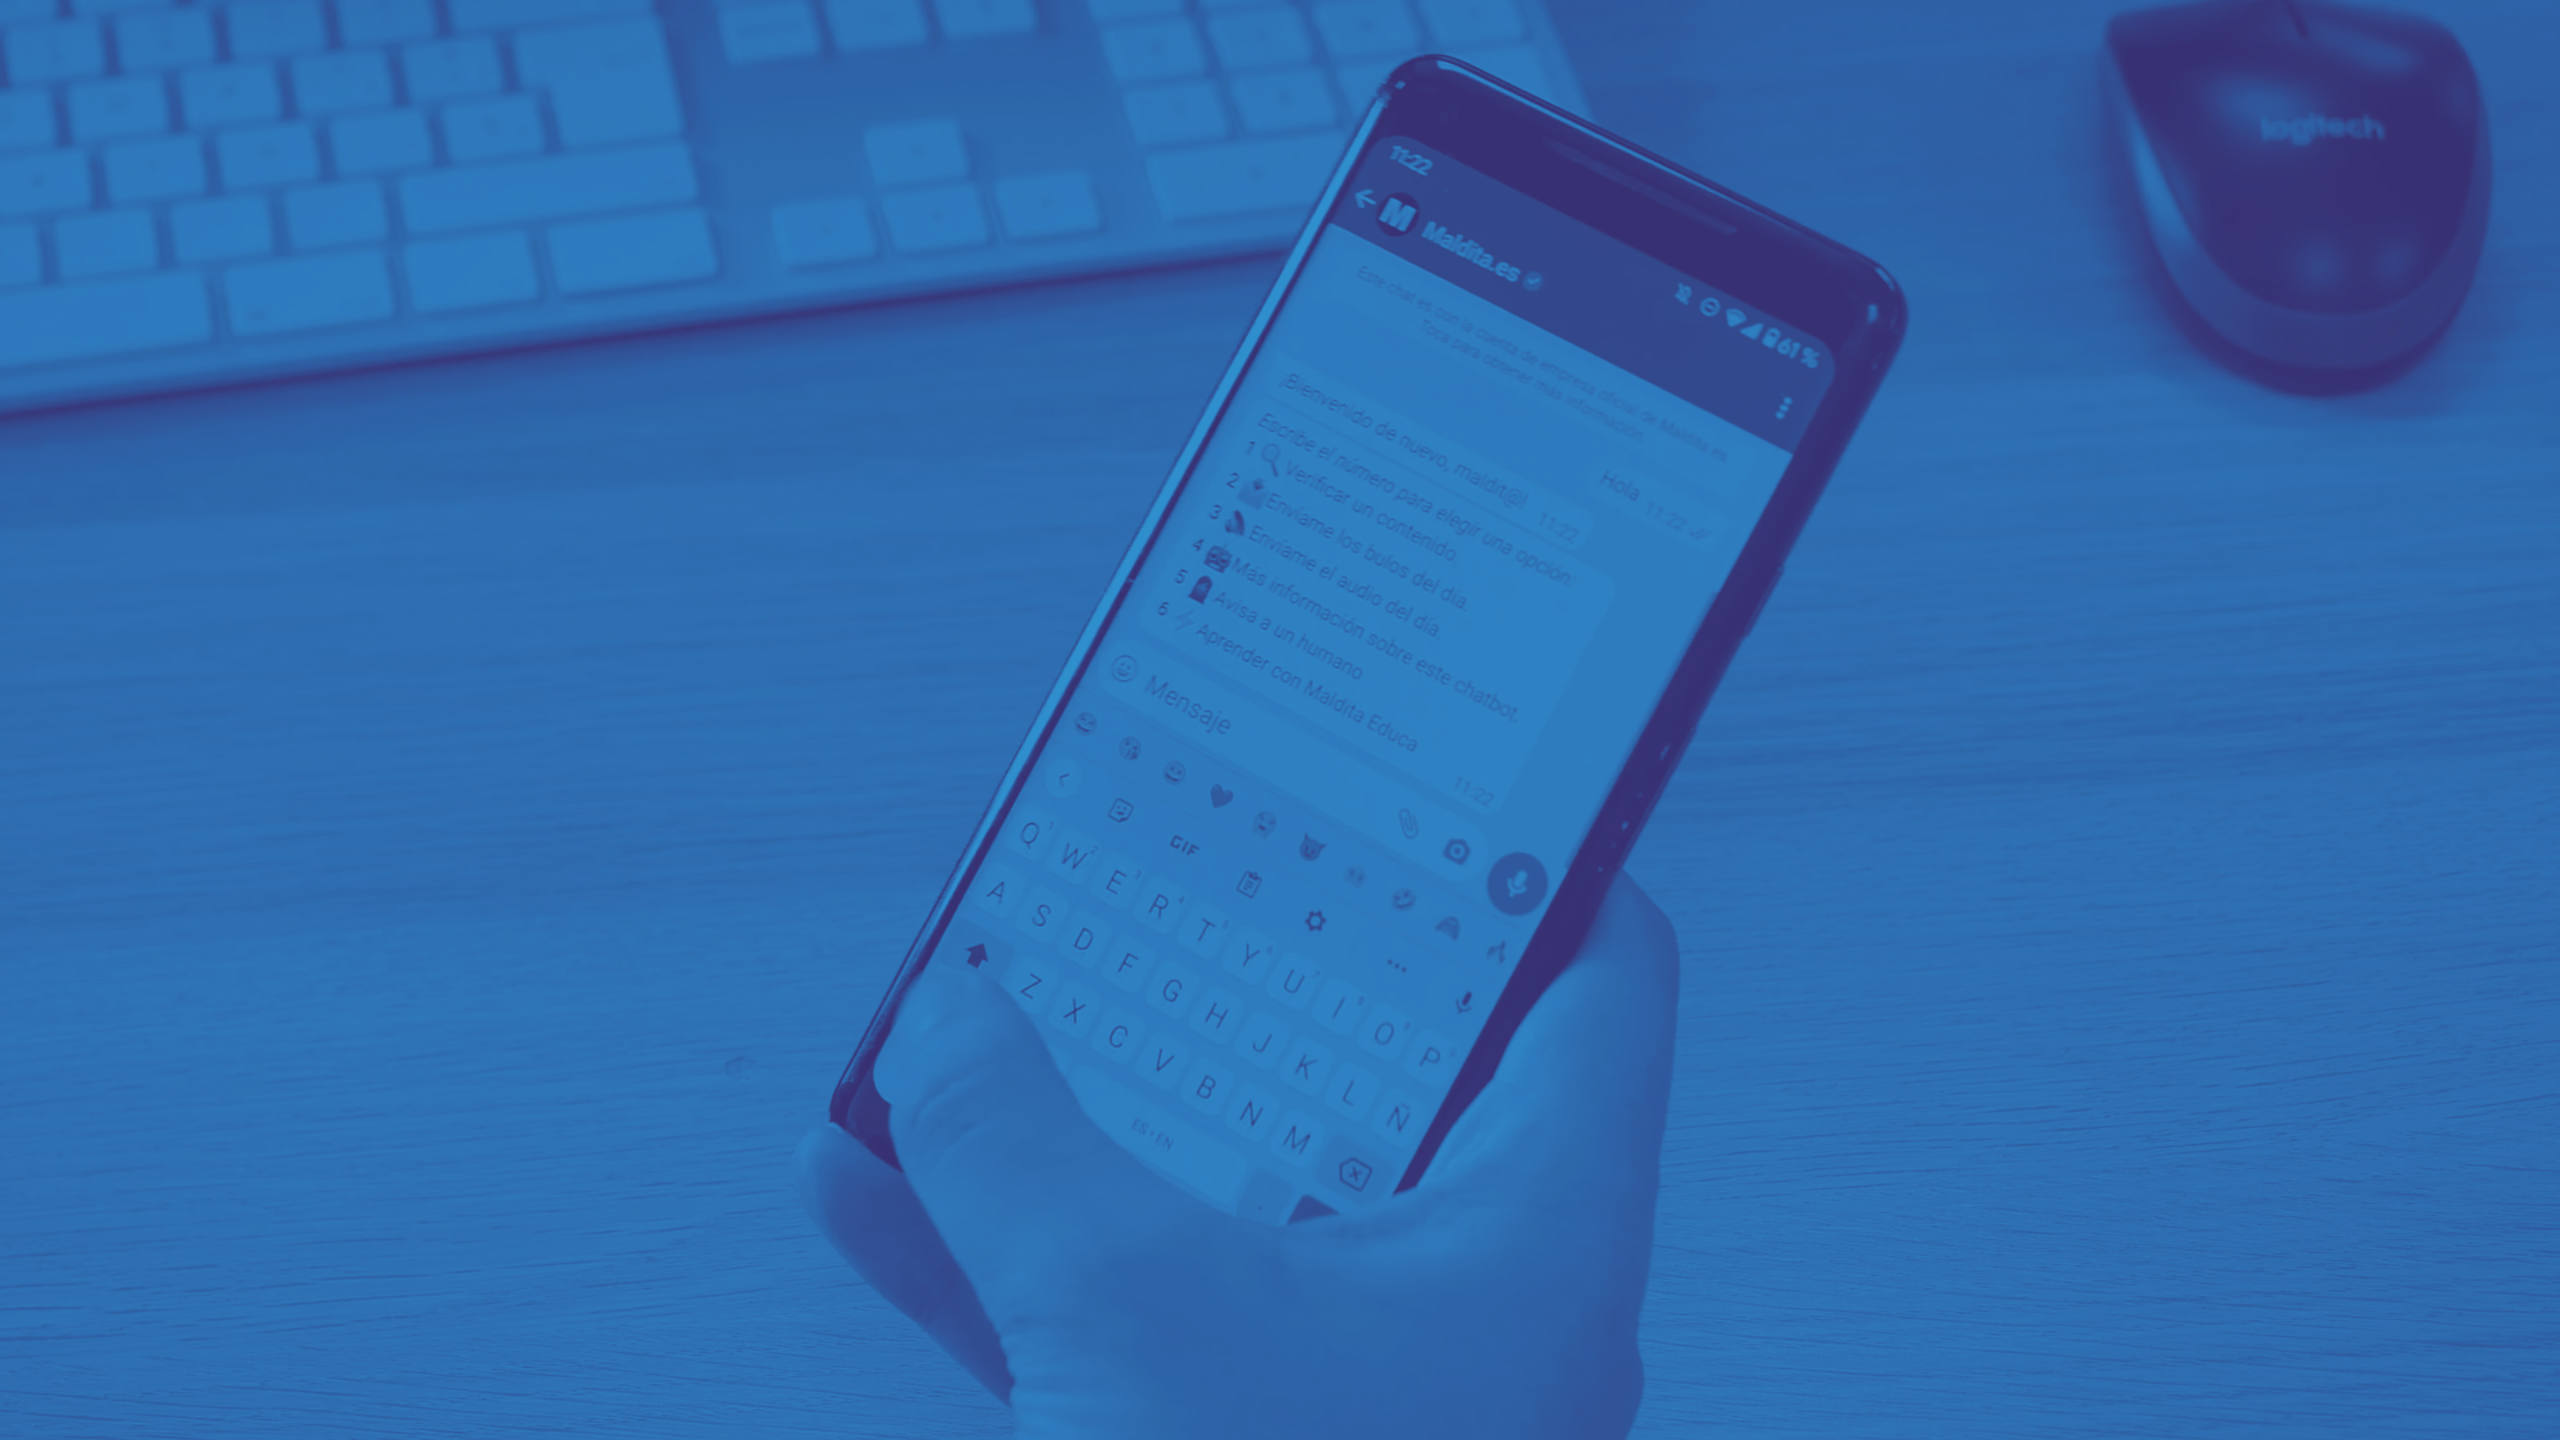 logitech
11:22
61 %
M Maldita.es
Este chat es con la cuenta de empresa oficial de Maldita.es.
Toca para obtener más información.
Hola 11:22
¡Bienvenido de nuevo, maldit@! 11:22
Escribe el número para elegir una opción:
1 Verificar un contenido.
2 Envíame los bulos del día.
3 Envíame el audio del día.
4 Más información sobre este chatbot.
5 Avisa a un humano
6 Aprender con Maldita Educa
11:22
Mensaje
GIF
Q W E R T Y U I O P
A S D F G H J K L Ñ
Z X C V B N M
ES • EN